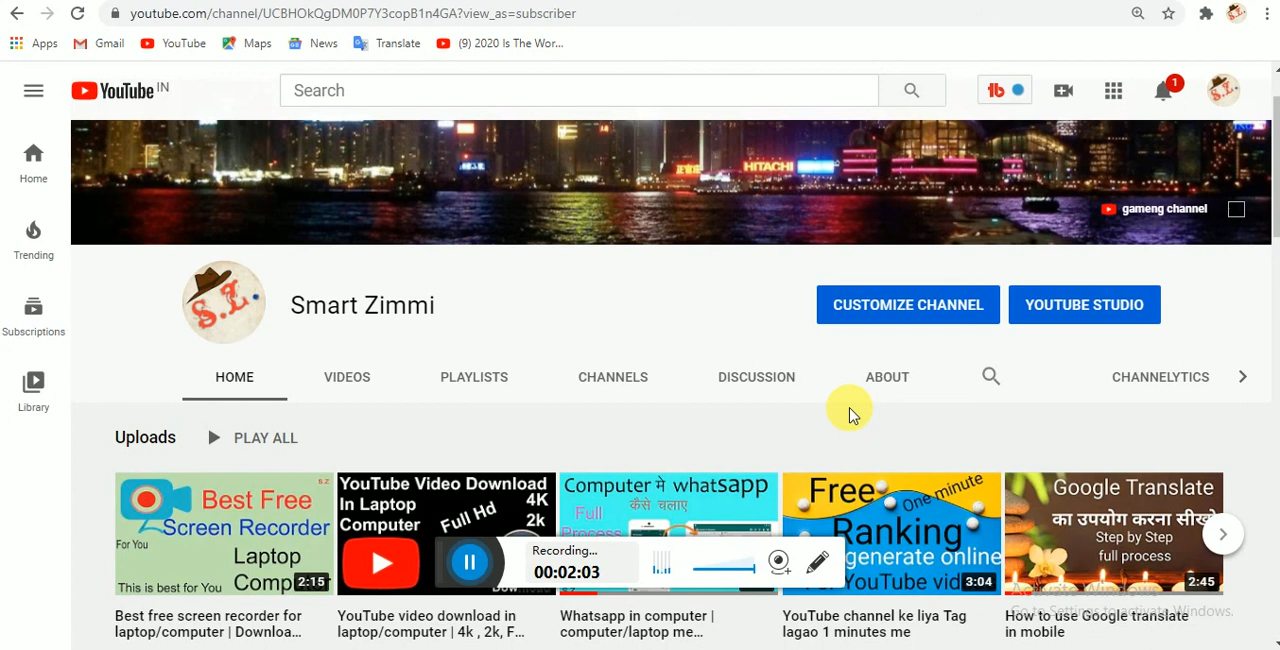 youtube.com/channel/UCBHOkQgDM0P7Y3copB1n4GA?view_as=subscriber
Apps Gmail YouTube Maps News Translate (9) 2020 Is The Wor...
YouTube IN
Search
tb
1
S.Z.
HITACHI
gameng channel
Home
Trending
Subscriptions
Library
S.Z.
Smart Zimmi
CUSTOMIZE CHANNEL
YOUTUBE STUDIO
HOME VIDEOS PLAYLISTS CHANNELS DISCUSSION ABOUT CHANNELYTICS
Uploads PLAY ALL
S.Z
Best Free
Screen Recorder
For You
Laptop
This is best for You
2:15
YouTube Video Download
In Laptop
Computer
Full Hd
4K
2k
Computer मे whatsapp
कैसे चलाए
Full
Process
Free
One minute
Ranking
generate online
YouTube
3:04
Google Translate
का उपयोग करना सीखे
Step by Step
full process
2:45
Recording...
00:02:03
Best free screen recorder for
laptop/computer | Downloa...
YouTube video download in
laptop/computer | 4k , 2k, F...
Whatsapp in computer |
computer/laptop me...
YouTube channel ke liya Tag
lagao 1 minutes me
How to use Google translate
in mobile
Go to Settings to activate Windows.